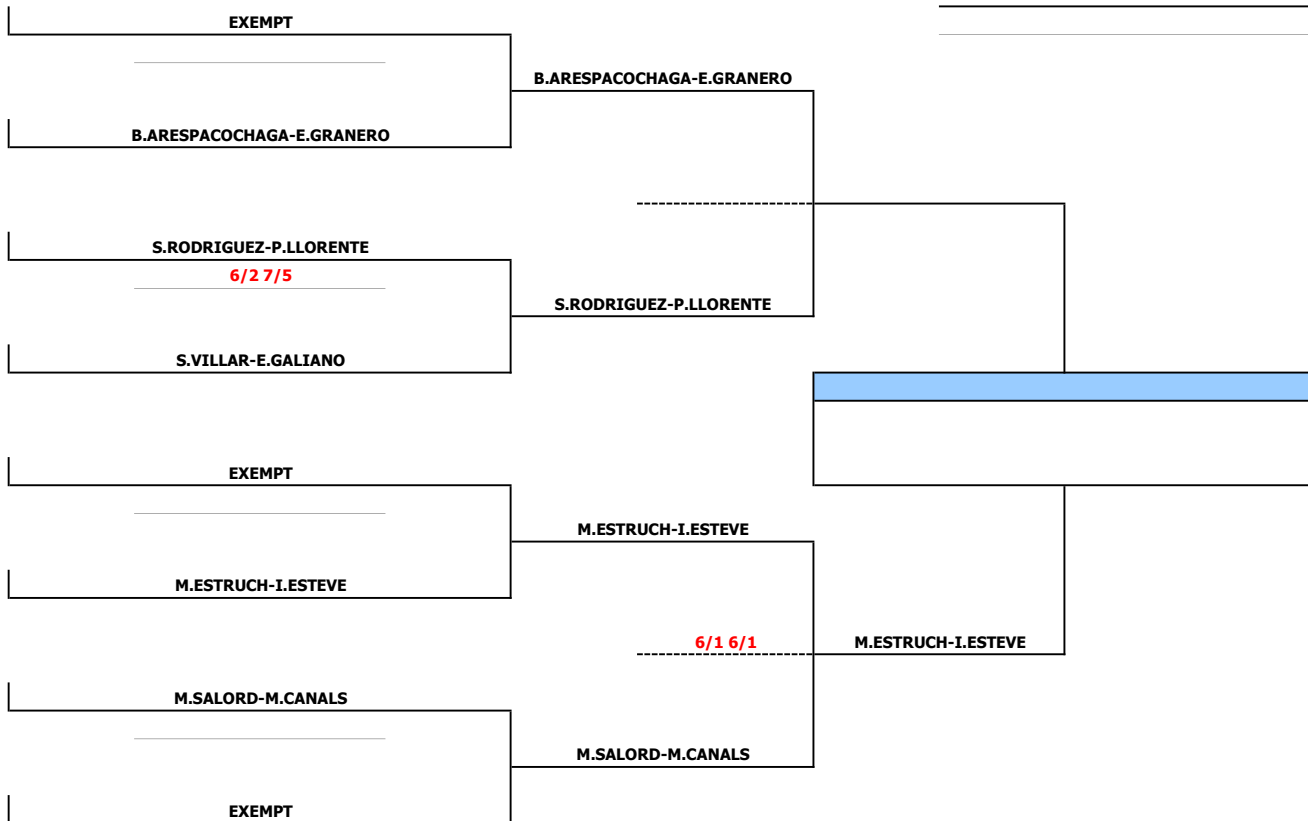 EXEMPT
B.ARESPACOCHAGA-E.GRANERO
B.ARESPACOCHAGA-E.GRANERO
S.RODRIGUEZ-P.LLORENTE
6/2 7/5
S.RODRIGUEZ-P.LLORENTE
S.VILLAR-E.GALIANO
EXEMPT
M.ESTRUCH-I.ESTEVE
M.ESTRUCH-I.ESTEVE
6/1 6/1
M.ESTRUCH-I.ESTEVE
M.SALORD-M.CANALS
M.SALORD-M.CANALS
EXEMPT